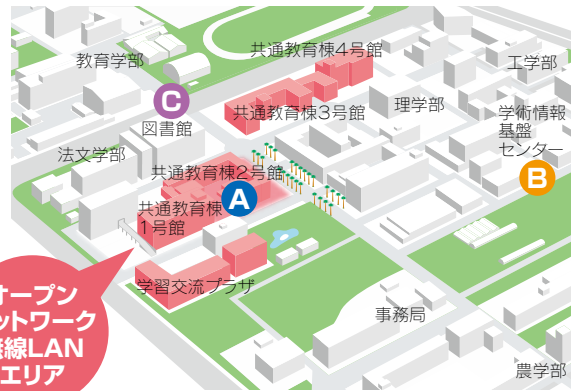 共通教育棟4号館
教育学部
工学部
C
図書館
共通教育棟3号館
理学部
学術情報
基盤
センター
B
法文学部
共通教育棟2号館
A
共通教育棟
1号館
学習交流プラザ
オープン
ネットワーク
無線LAN
エリア
事務局
農学部